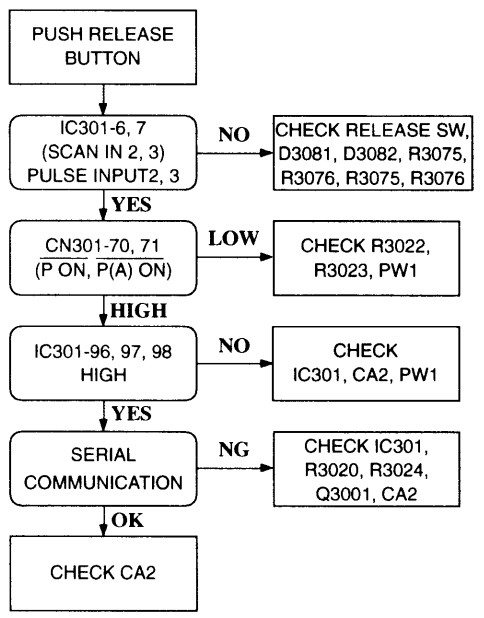 PUSH RELEASE
BUTTON
IC301-6, 7
(SCAN IN 2, 3)
PULSE INPUT2, 3
NO
CHECK RELEASE SW,
D3081, D3082, R3075,
R3076, R3075, R3076
YES
CN301-70, 71
(P ON, P(A) ON)
LOW
CHECK R3022,
R3023, PW1
HIGH
IC301-96, 97, 98
HIGH
NO
CHECK
IC301, CA2, PW1
YES
SERIAL
COMMUNICATION
NG
CHECK IC301,
R3020, R3024,
Q3001, CA2
OK
CHECK CA2